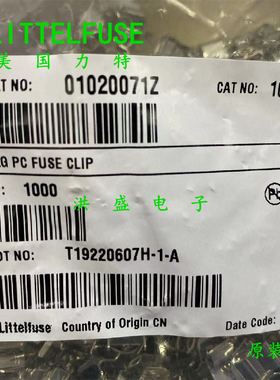 LITTELFUSE
美国力特
T NO: 01020071Z CAT NO: 10
G PC FUSE CLIP
: 1000
洪盛电子
OT NO: T19220607H-1-A
Littelfuse Country of Origin CN Date Code:
原装